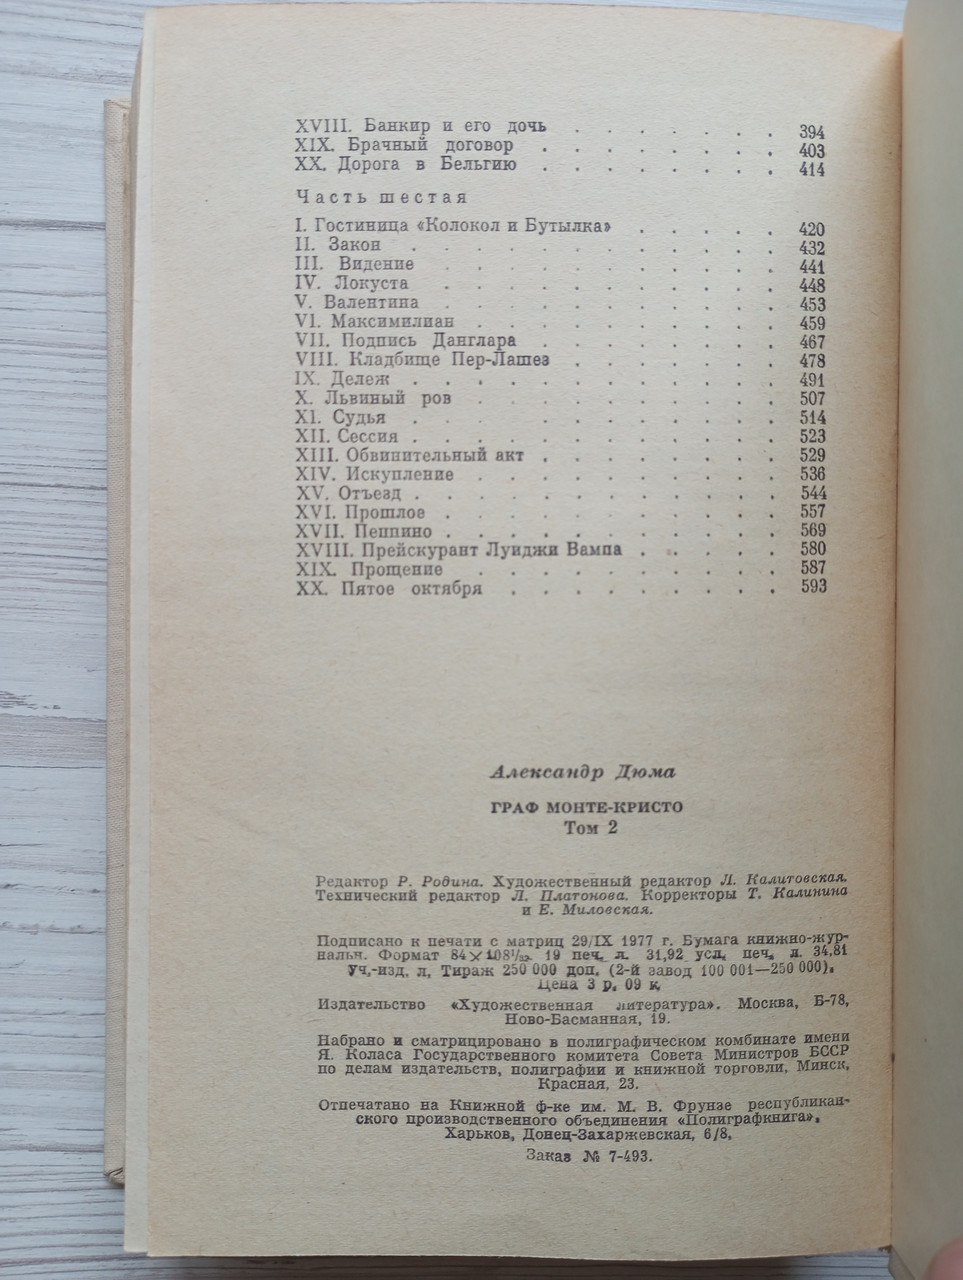 XVIII. Банкир и его дочь . . . . . . . 394
XIX. Брачный договор . . . . . . . . 403
XX. Дорога в Бельгию . . . . . . . . 414
Часть шестая
I. Гостиница «Колокол и Бутылка» . . . . . 420
II. Закон . . . . . . . . . . . . 432
III. Видение . . . . . . . . . . . 441
IV. Локуста . . . . . . . . . . . 448
V. Валентина . . . . . . . . . . . 453
VI. Максимилиан . . . . . . . . . . 459
VII. Подпись Данглара . . . . . . . . 467
VIII. Кладбище Пер-Лашез . . . . . . . 478
IX. Дележ . . . . . . . . . . . . 491
X. Львиный ров . . . . . . . . . . 507
XI. Судья . . . . . . . . . . . . 514
XII. Сессия . . . . . . . . . . . . 523
XIII. Обвинительный акт . . . . . . . . 529
XIV. Искупление . . . . . . . . . . 536
XV. Отъезд . . . . . . . . . . . . 544
XVI. Прошлое . . . . . . . . . . . 557
XVII. Пеппино . . . . . . . . . . . 569
XVIII. Прейскурант Луиджи Вампа . . . . . 580
XIX. Прощение . . . . . . . . . . 587
XX. Пятое октября . . . . . . . . . 593
Александр Дюма
ГРАФ МОНТЕ-КРИСТО
Том 2
Редактор Р. Родина. Художественный редактор Л. Калитовская.
Технический редактор Л. Платонова. Корректоры Т. Калинина
и Е. Миловская.
Подписано к печати с матриц 29/IX 1977 г. Бумага книжно-жур-
нальн. Формат 84×108¹/₃₂. 19 печ. л. 31,92 усл. печ. л. 34,81
Уч.-изд. л. Тираж 250 000 доп. (2-й завод 100 001—250 000).
Цена 3 р. 09 к.
Издательство «Художественная литература». Москва, Б-78,
Ново-Басманная, 19.
Набрано и сматрицировано в полиграфическом комбинате имени
Я. Коласа Государственного комитета Совета Министров БССР
по делам издательств, полиграфии и книжной торговли, Минск,
Красная, 23.
Отпечатано на Книжной ф-ке им. М. В. Фрунзе республикан-
ского производственного объединения «Полиграфкнига»,
Харьков, Донец-Захаржевская, 6/8,
Заказ № 7-493.